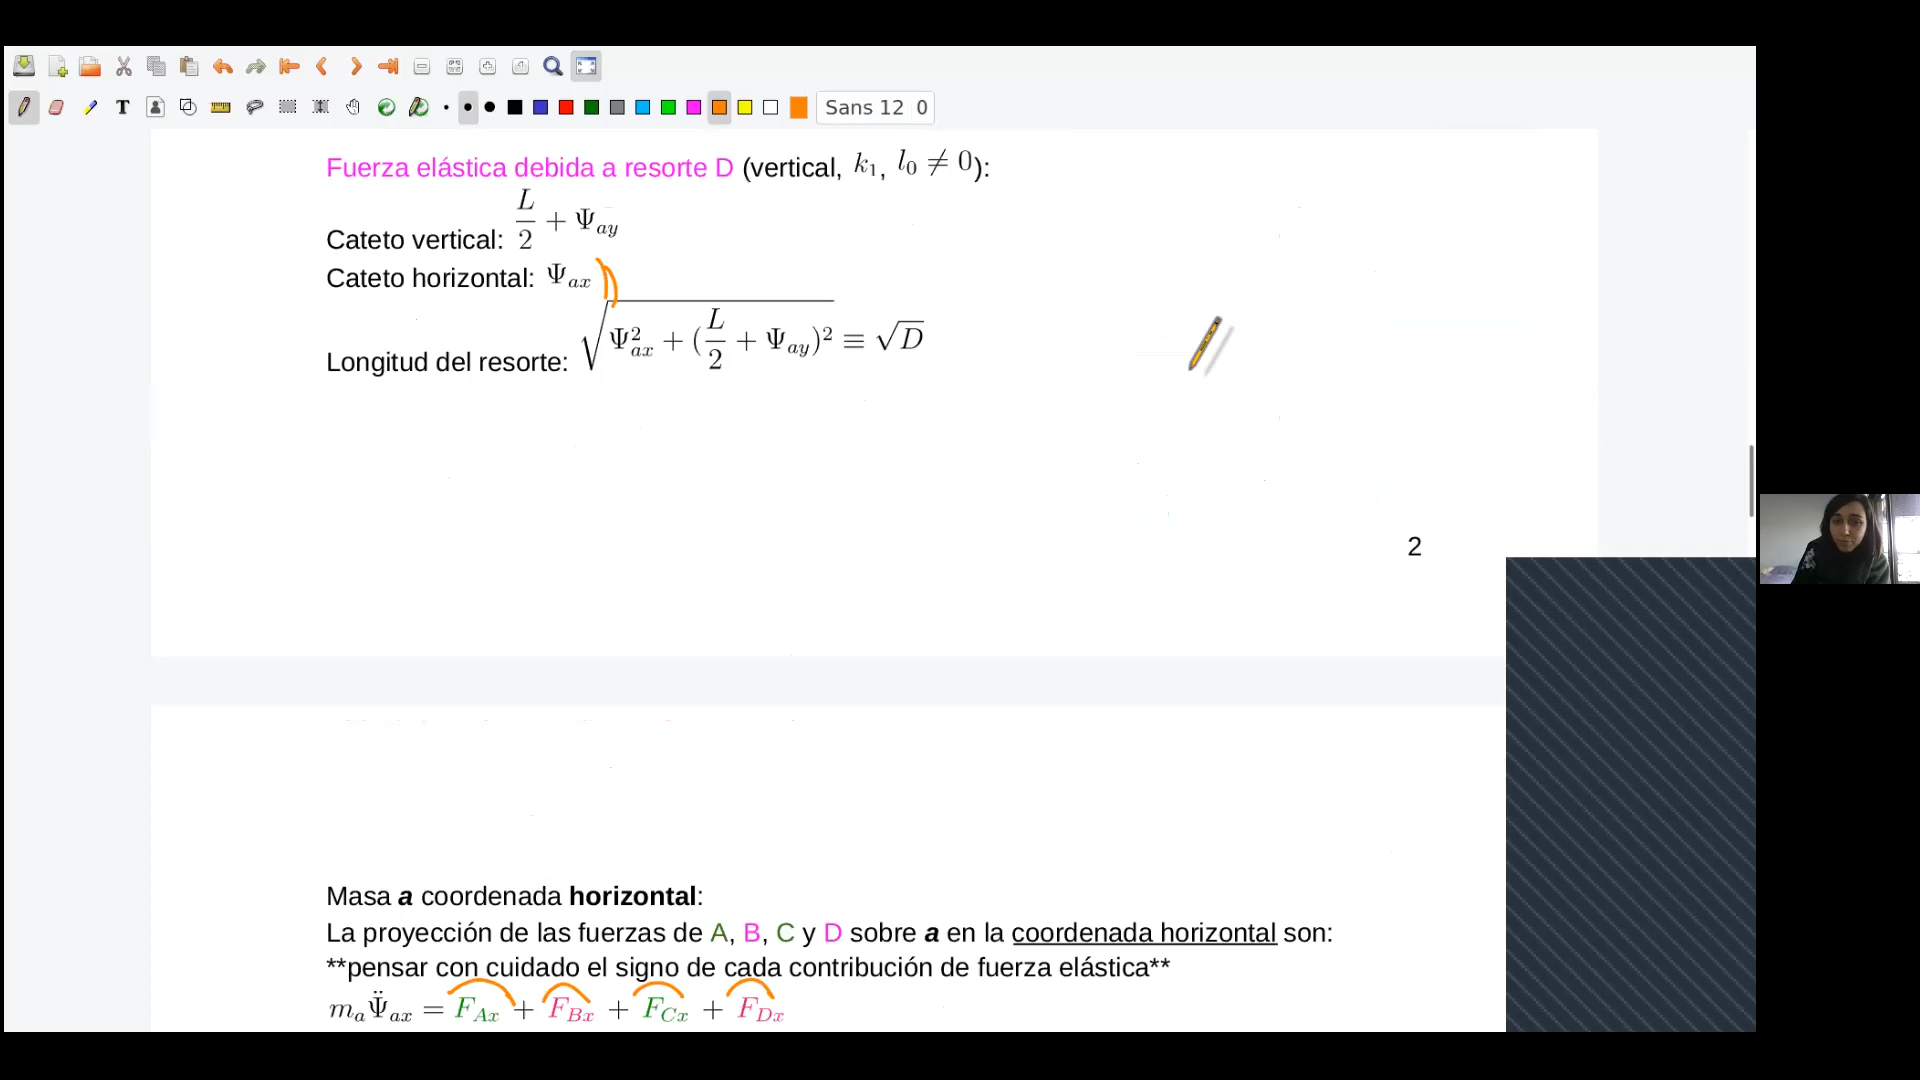 Sans 12 0
Fuerza elástica debida a resorte D (vertical, k₁, l₀ ≠ 0):
Cateto vertical: L/2 + Ψ_ay
Cateto horizontal: Ψ_ax
Longitud del resorte: √(Ψ²_ax + (L/2 + Ψ_ay)²) ≡ √D
2
Masa a coordenada horizontal:
La proyección de las fuerzas de A, B, C y D sobre a en la coordenada horizontal son:
**pensar con cuidado el signo de cada contribución de fuerza elástica**
m_a Ψ̈_ax = F_Ax + F_Bx + F_Cx + F_Dx